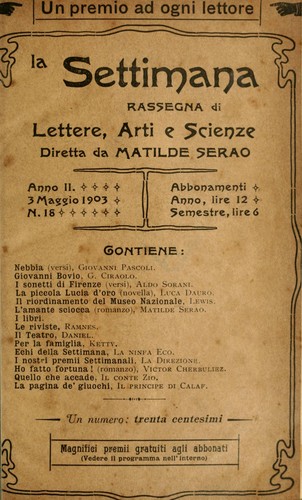 Un premio ad ogni lettore
la Settimana
RASSEGNA di
Lettere, Arti e Scienze
Diretta da MATILDE SERAO
Anno II.
3 Maggio 1903
N. 18
Abbonamenti
Anno, lire 12
Semestre, lire 6
CONTIENE:
Nebbia (versi), GIOVANNI PASCOLI.
Giovanni Bovio, G. CIRAOLO.
I sonetti di Firenze (versi), ALDO SORANI.
La piccola Lucia d'oro (novella), LUCA DAURO.
Il riordinamento del Museo Nazionale, LEWIS.
L'amante sciocca (romanzo), MATILDE SERAO.
I libri.
Le riviste, RAMNES.
Il Teatro, DANIEL.
Per la famiglia, KETTY.
Echi della Settimana, LA NINFA ECO.
I nostri premii Settimanali, LA DIREZIONE.
Ho fatto fortuna! (romanzo), VICTOR CHERBULIEZ.
Quello che accade, IL CONTE ZIO.
La pagina de' giuochi, IL PRINCIPE DI CALAF.
Un numero: trenta centesimi
Magnifici premii gratuiti agli abbonati
(Vedere il programma nell'interno)